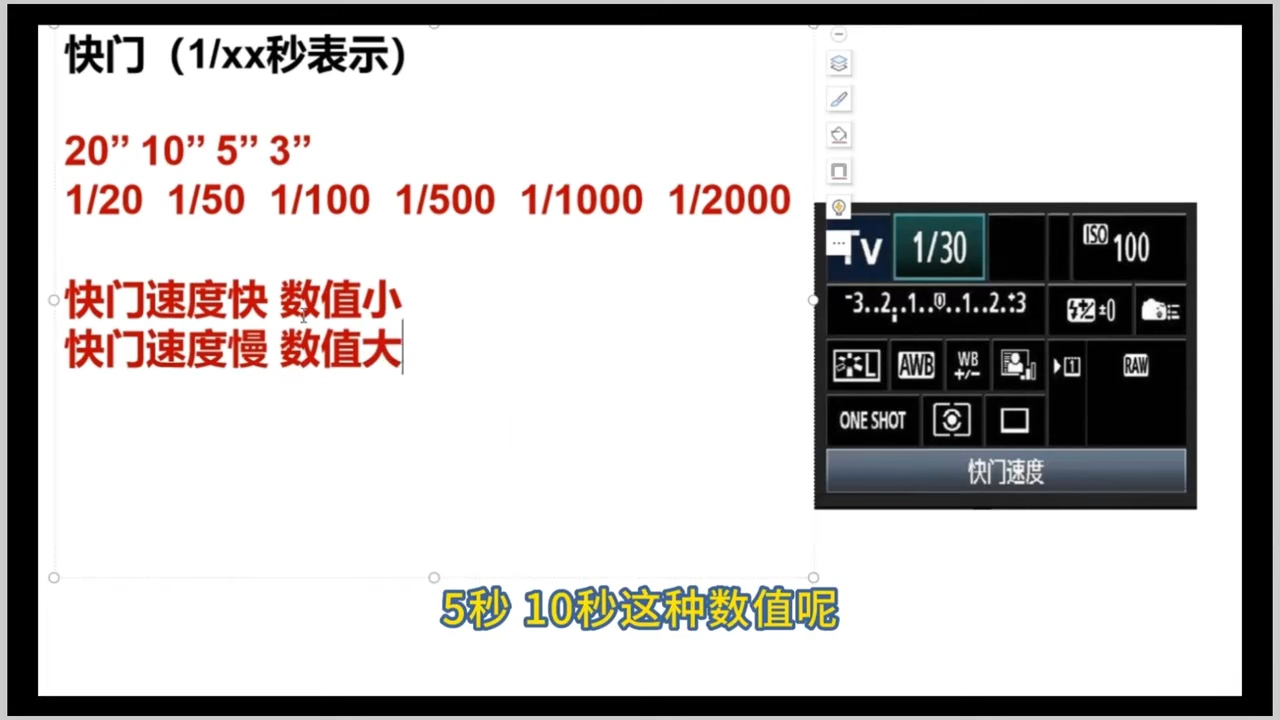 快门（1/xx秒表示）
20” 10” 5” 3”
1/20 1/50 1/100 1/500 1/1000 1/2000
快门速度快 数值小
快门速度慢 数值大
Tv 1/30 ISO 100
-3..2.1..0..1..2.+3 ±0
L AWB WB +/- 1 RAW
ONE SHOT
快门速度
5秒 10秒这种数值呢